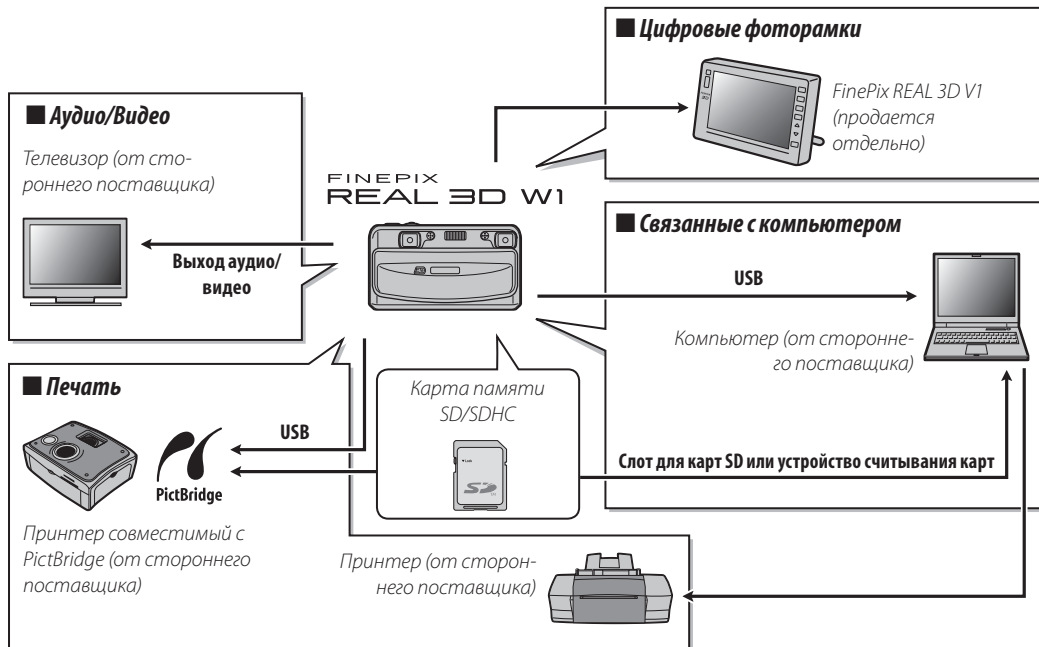 ■ Цифровые фоторамки
FinePix REAL 3D V1
(продается
отдельно)
■ Аудио/Видео
Телевизор (от сто-
роннего поставщика)
FINEPIX
REAL 3D W1
Выход аудио/
видео
■ Связанные с компьютером
USB
Компьютер (от сторонне-
го поставщика)
■ Печать
USB
PictBridge
Принтер совместимый с
PictBridge (от стороннего
поставщика)
Карта памяти
SD/SDHC
Lock
SD
Слот для карт SD или устройство считывания карт
Принтер (от сторон-
него поставщика)